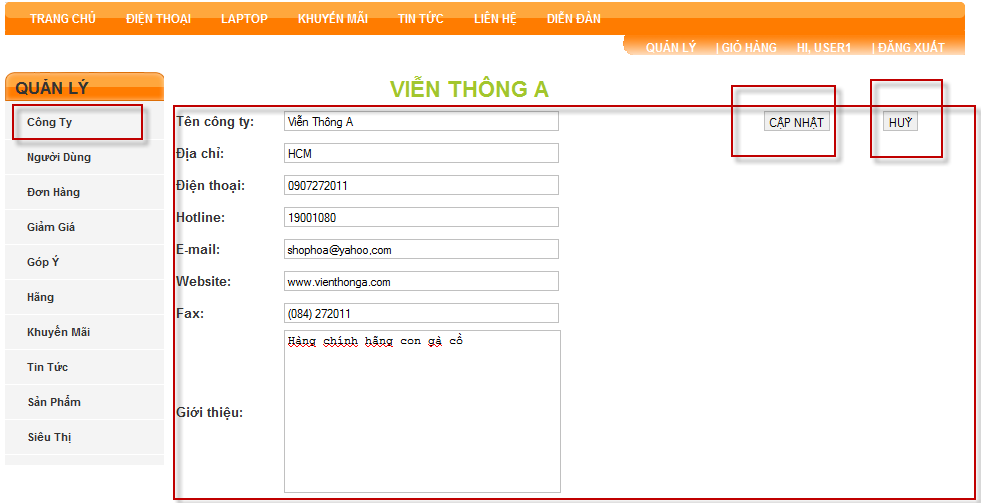 TRANG CHỦ ĐIỆN THOẠI LAPTOP KHUYẾN MÃI TIN TỨC LIÊN HỆ DIỄN ĐÀN
QUẢN LÝ | GIỎ HÀNG HI, USER1 | ĐĂNG XUẤT
QUẢN LÝ
Công Ty
Người Dùng
Đơn Hàng
Giảm Giá
Góp Ý
Hãng
Khuyến Mãi
Tin Tức
Sản Phẩm
Siêu Thị
VIỄN THÔNG A
Tên công ty: Viễn Thông A CẬP NHẬT HUỶ
Địa chỉ: HCM
Điện thoại: 0907272011
Hotline: 19001080
E-mail: shophoa@yahoo,com
Website: www.vienthonga.com
Fax: (084) 272011
Giới thiệu: Hàng chính hãng con gà cồ